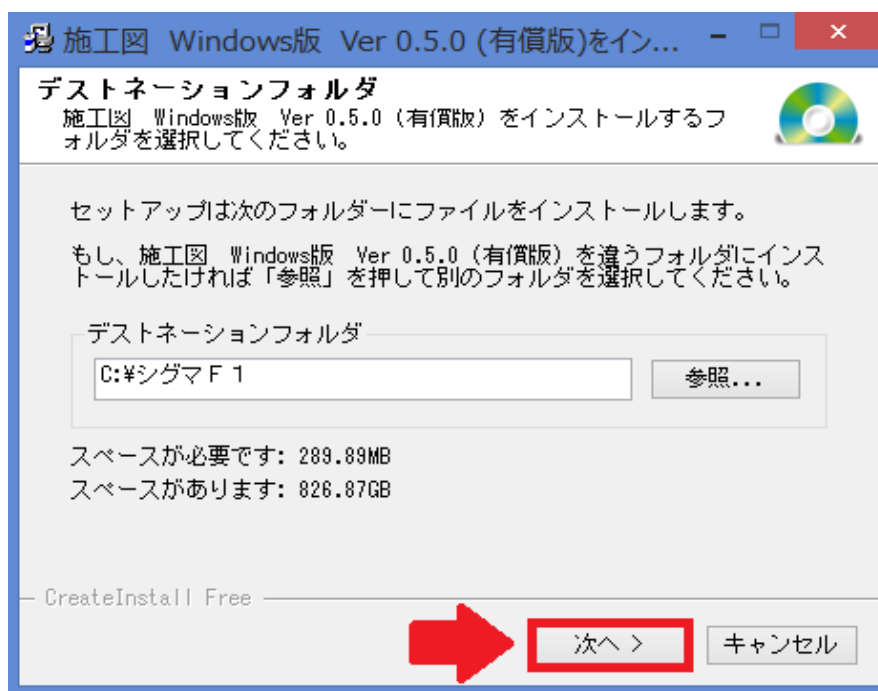 施工図 Windows版 Ver 0.5.0 (有償版)をイン...
デストネーションフォルダ
施工図 Windows版 Ver 0.5.0 (有償版) をインストールするフ
ォルダを選択してください。
セットアップは次のフォルダーにファイルをインストールします。
もし、施工図 Windows版 Ver 0.5.0 (有償版) を違うフォルダにインス
トールしたければ「参照」を押して別のフォルダを選択してください。
デストネーションフォルダ
C:¥シグマF1
参照...
スペースが必要です: 289.89MB
スペースがあります: 826.87GB
CreateInstall Free
次へ >
キャンセル